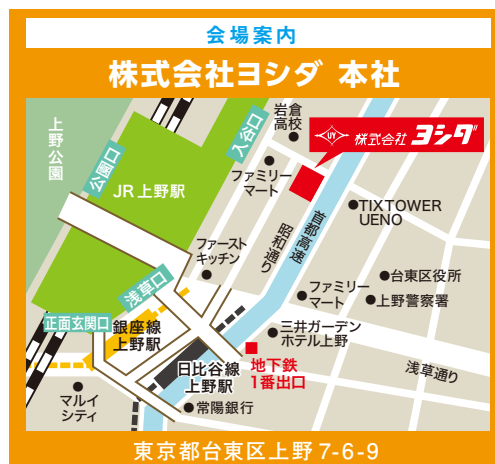 会場案内
株式会社ヨシダ 本社
上野
公園
公園口
JR上野駅
入谷口
岩倉
高校
UY 株式会社 ヨシダ
ファミリー
マート
TIXTOWER
UENO
首都高速
昭和通り
ファースト
キッチン
浅草口
正面玄関口
銀座線
上野駅
日比谷線
上野駅
ファミリー
マート
台東区役所
上野警察署
三井ガーデン
ホテル上野
地下鉄
1番出口
浅草通り
マルイ
シティ
常陽銀行
東京都台東区上野7-6-9